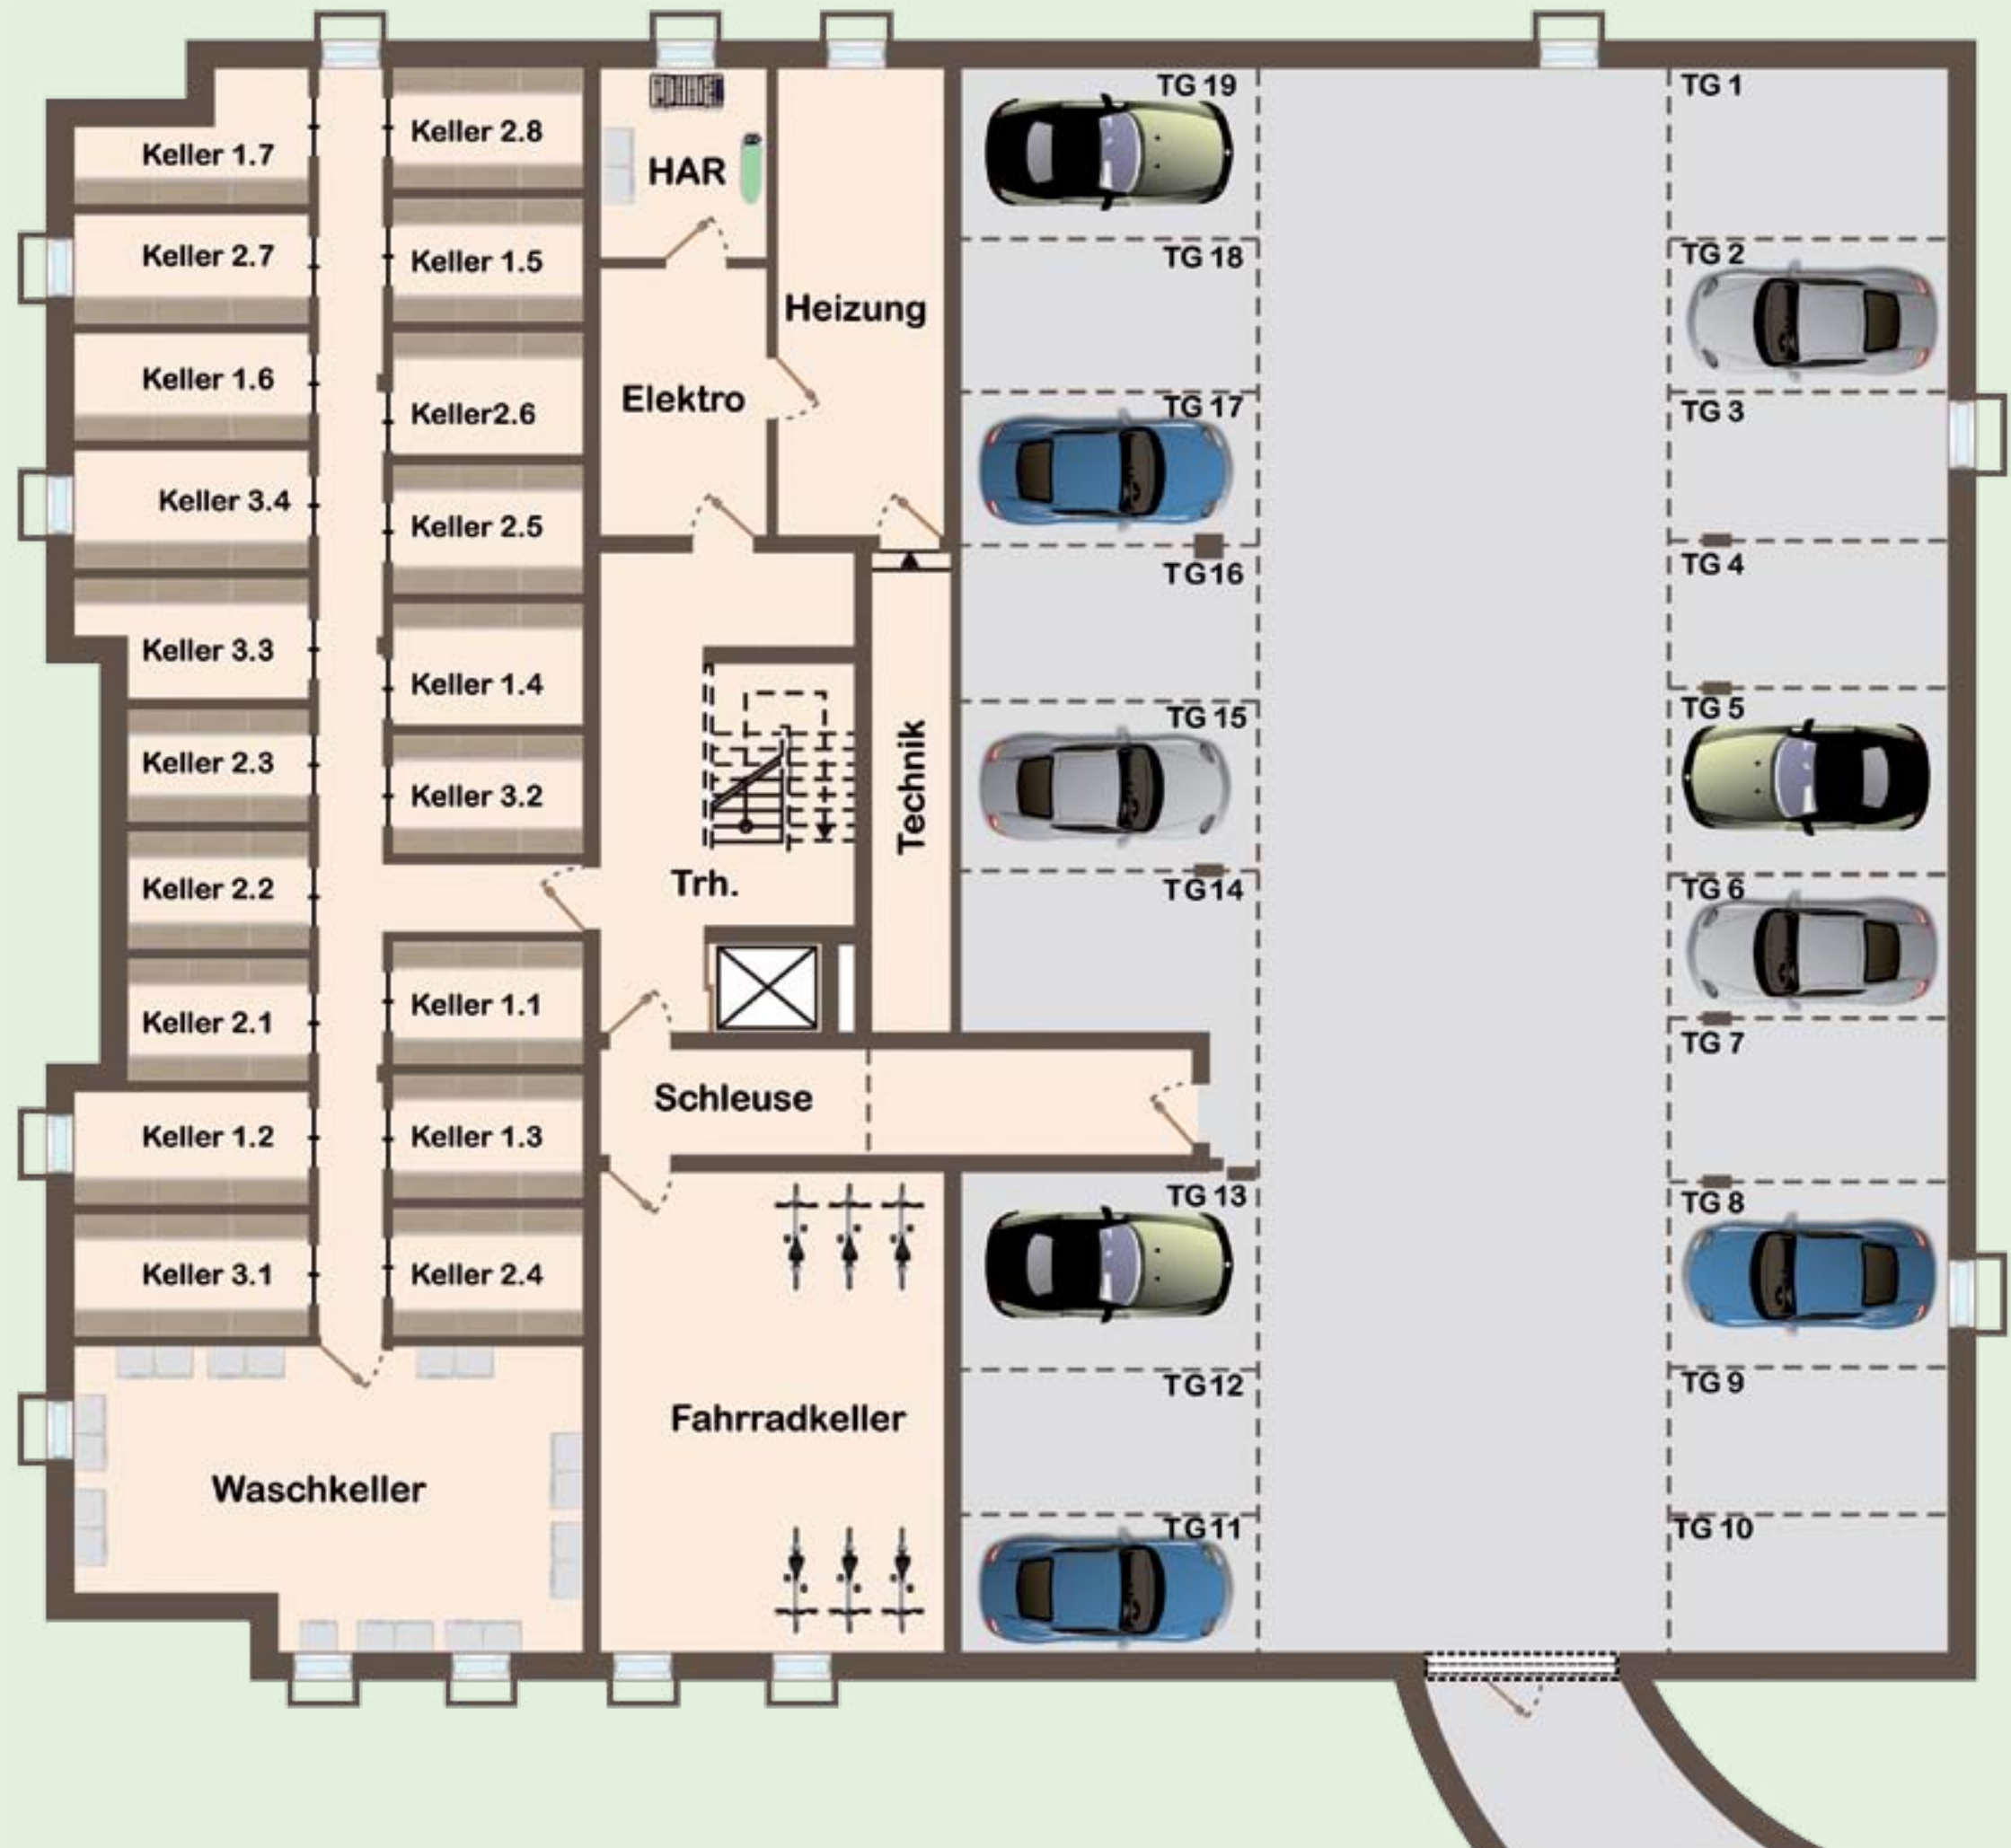 Keller 1.7
Keller 2.7
Keller 1.6
Keller 3.4
Keller 3.3
Keller 2.3
Keller 2.2
Keller 2.1
Keller 1.2
Keller 3.1
Waschkeller
Keller 2.8
Keller 1.5
Keller2.6
Keller 2.5
Keller 1.4
Keller 3.2
Keller 1.1
Keller 1.3
Keller 2.4
HAR
Elektro
Heizung
Technik
Trh.
Schleuse
Fahrradkeller
TG 19
TG 18
TG 17
TG16
TG 15
TG14
TG 13
TG12
TG11
TG 1
TG 2
TG 3
TG 4
TG 5
TG 6
TG 7
TG 8
TG 9
TG 10